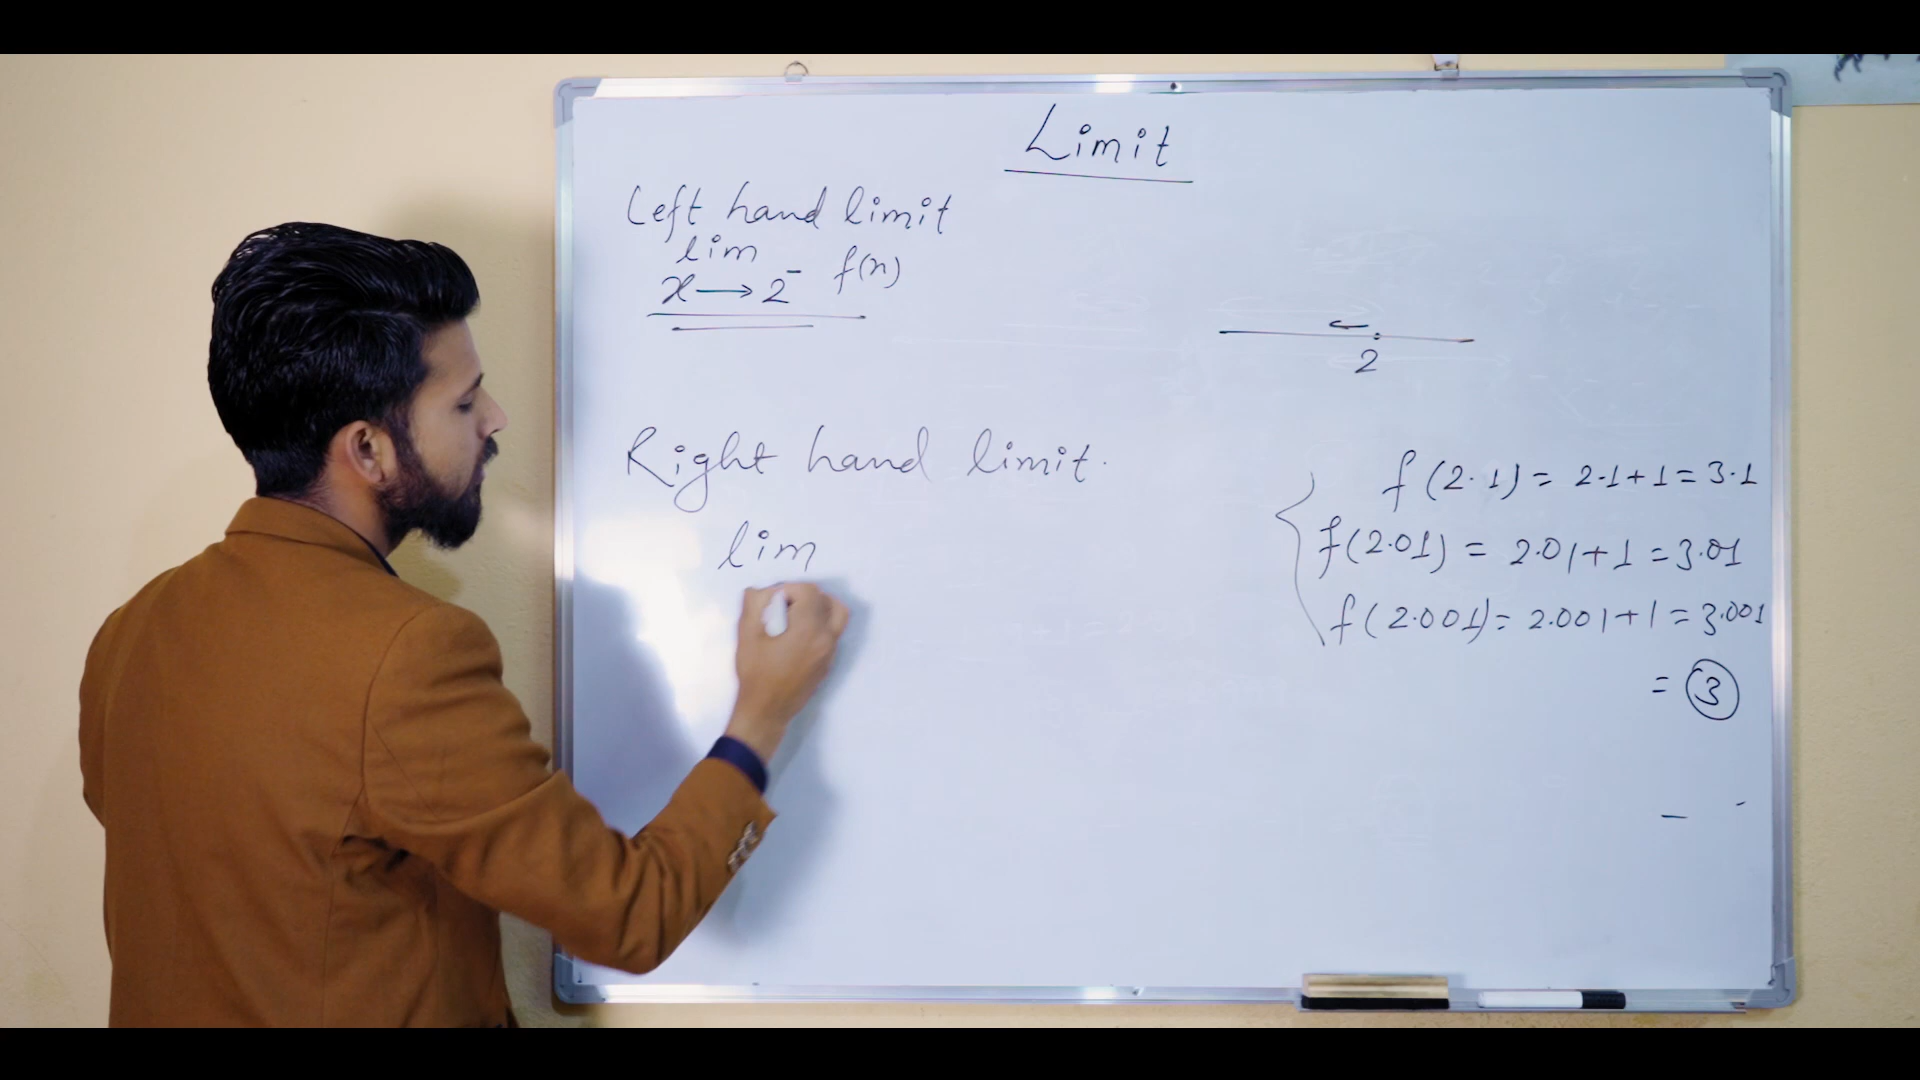 Limit
Left hand limit
lim
x → 2⁻ f(x)
2
Right hand limit.
lim
f(2.1) = 2.1+1 = 3.1
f(2.01) = 2.01+1 = 3.01
f(2.001) = 2.001+1 = 3.001
= 3